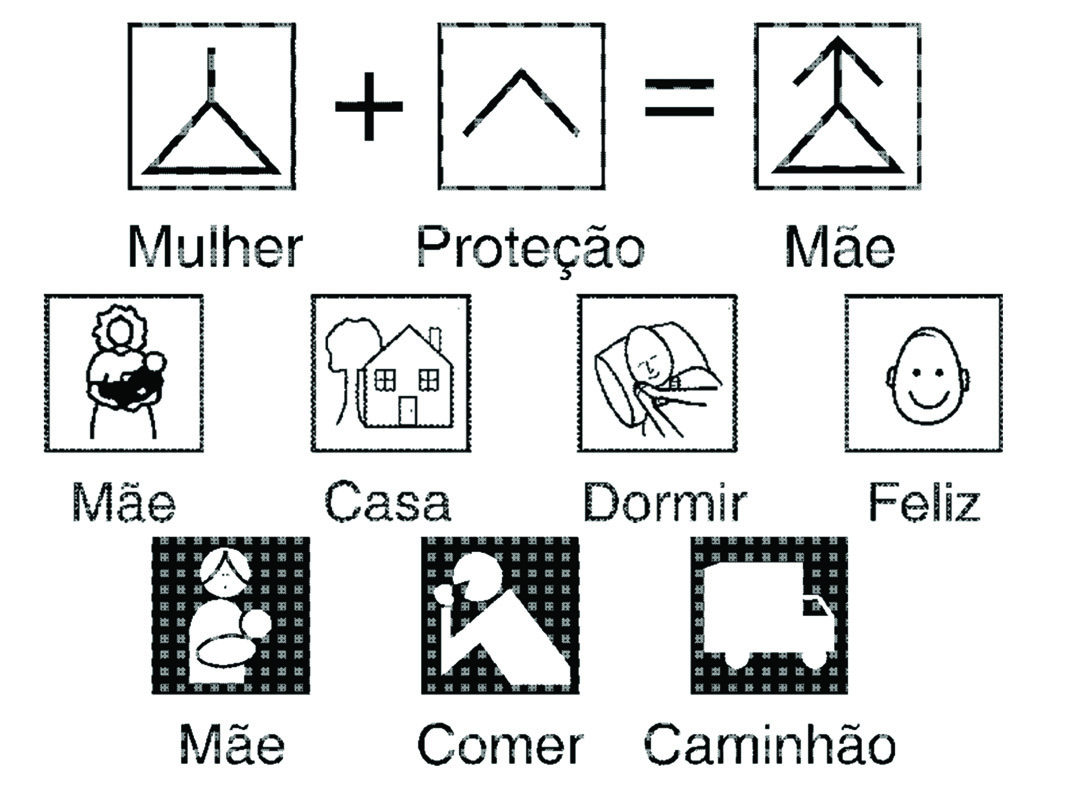 + =
Mulher Proteção Mãe
Mãe Casa Dormir Feliz
Mãe Comer Caminhão